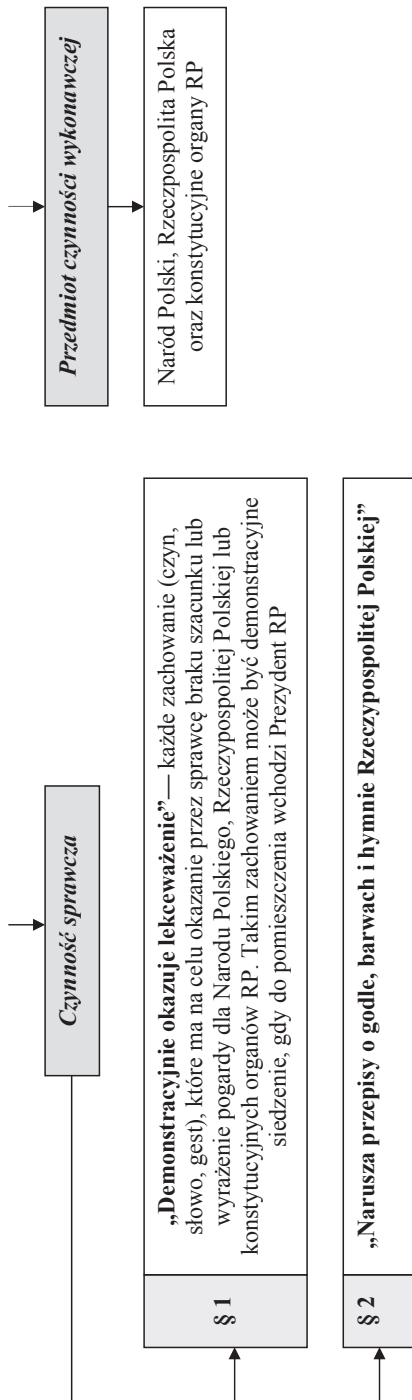 Czynność sprawcza
§ 1
„Demonstracyjnie okazuje lekceważenie”— każde zachowanie (czyn,
słowo, gest), które ma na celu okazanie przez sprawcę braku szacunku lub
wyrażenie pogardy dla Narodu Polskiego, Rzeczypospolitej Polskiej lub
konstytucyjnych organów RP. Takim zachowaniem może być demonstracyjne
siedzenie, gdy do pomieszczenia wchodzi Prezydent RP
§ 2
„Narusza przepisy o godle, barwach i hymnie Rzeczypospolitej Polskiej”
Przedmiot czynności wykonawczej
Naród Polski, Rzeczpospolita Polska
oraz konstytucyjne organy RP